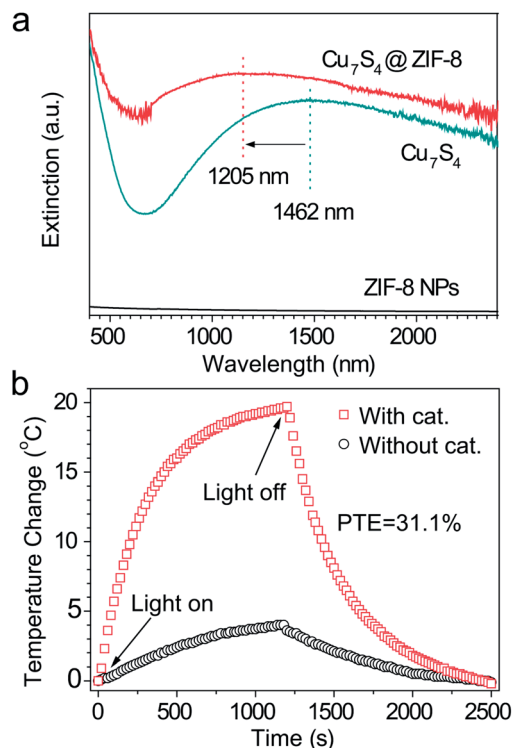 a
Extinction (a.u.)
Cu₇S₄@ ZIF-8
Cu₇S₄
1205 nm
1462 nm
ZIF-8 NPs
500 1000 1500 2000
Wavelength (nm)
b
Temperature Change (°C)
20
15
10
5
0
With cat.
Without cat.
Light off
PTE=31.1%
Light on
0 500 1000 1500 2000 2500
Time (s)